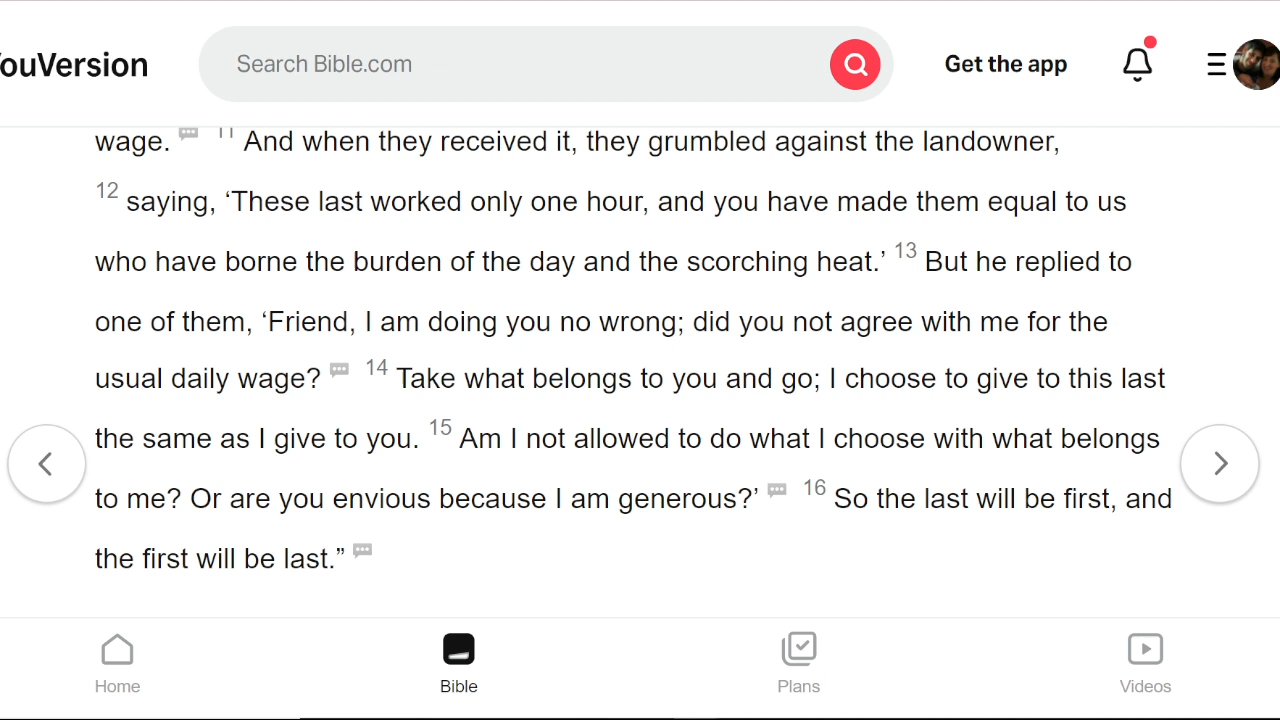 ouVersion
Search Bible.com
Get the app
wage. 11 And when they received it, they grumbled against the landowner,
12 saying, ‘These last worked only one hour, and you have made them equal to us
who have borne the burden of the day and the scorching heat.’ 13 But he replied to
one of them, ‘Friend, I am doing you no wrong; did you not agree with me for the
usual daily wage? 14 Take what belongs to you and go; I choose to give to this last
the same as I give to you. 15 Am I not allowed to do what I choose with what belongs
to me? Or are you envious because I am generous?’ 16 So the last will be first, and
the first will be last.”
Home
Bible
Plans
Videos